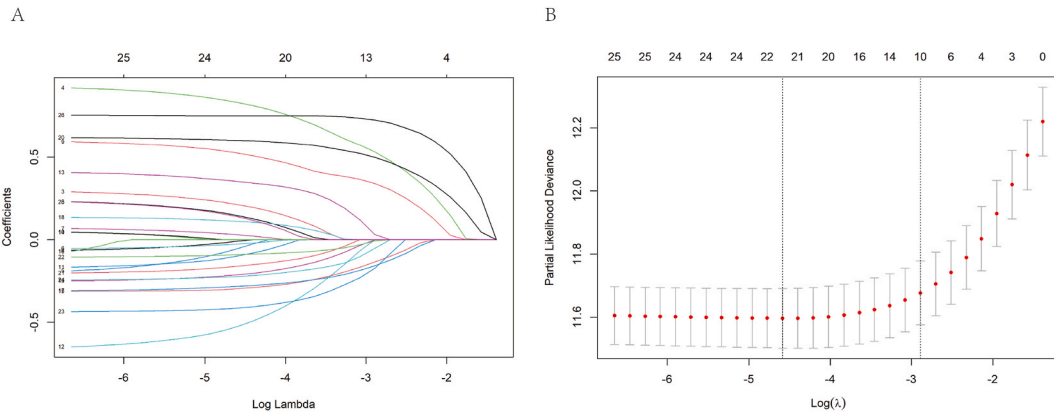 A
25 24 20 13 4
Coefficients
0.5
0.0
-0.5
4
26
20
9
13
3
18
22
23
12
-6 -5 -4 -3 -2
Log Lambda
B
25 25 24 24 24 22 21 20 16 14 10 6 4 3 0
Partial Likelihood Deviance
12.2
12.0
11.8
11.6
-6 -5 -4 -3 -2
Log(λ)